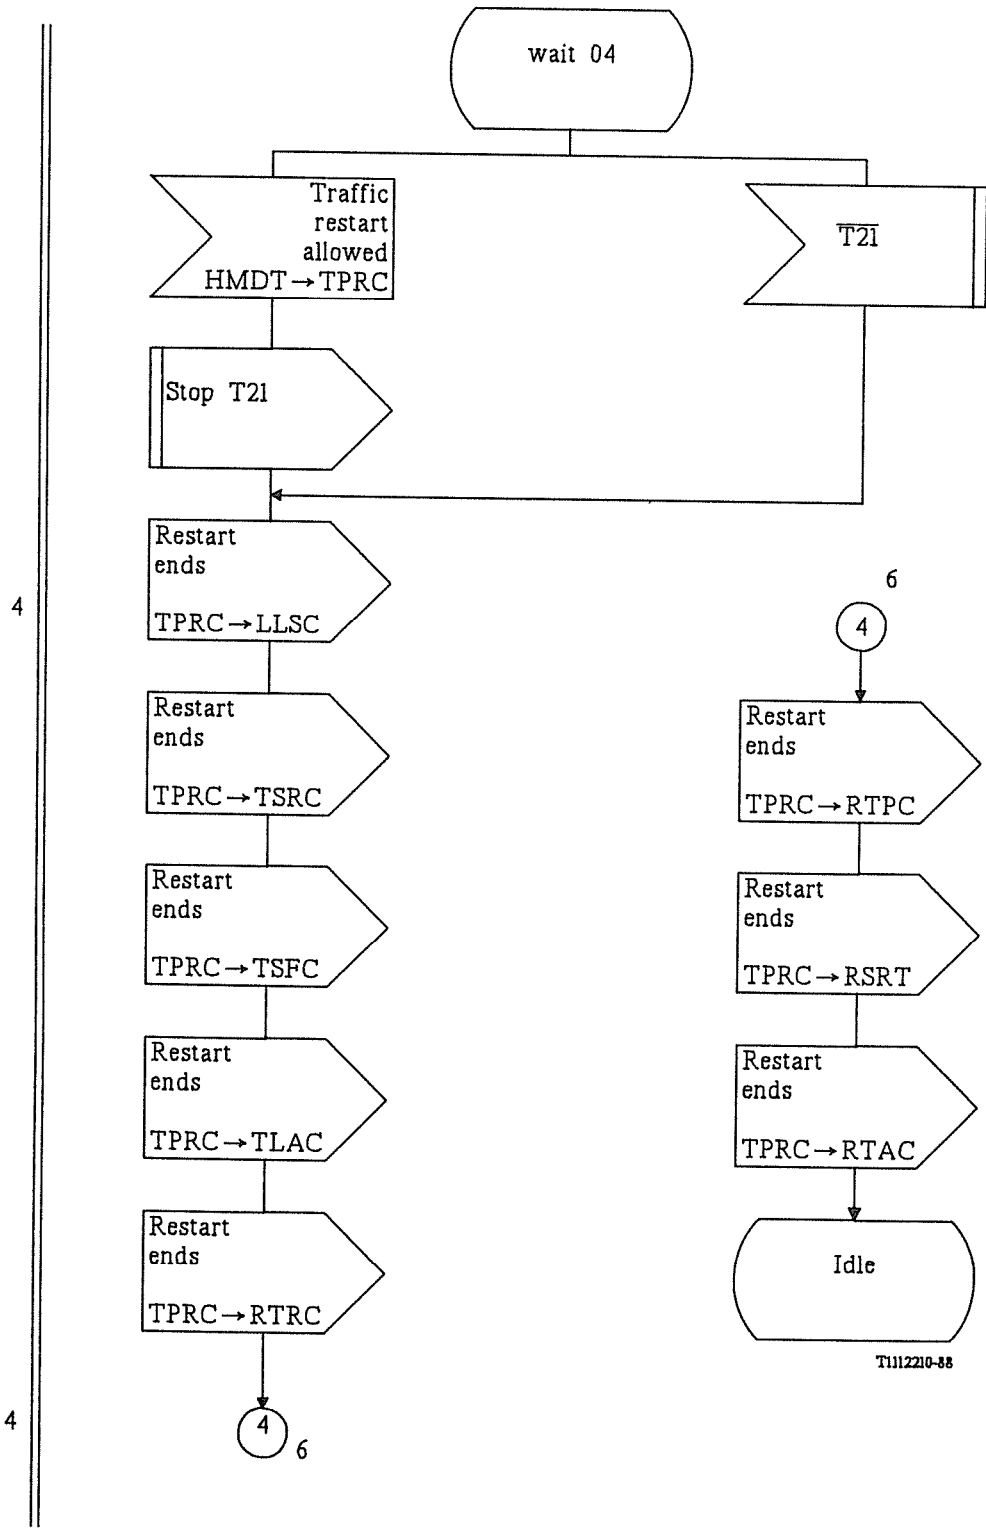 wait 04
Traffic
restart
allowed
HMDT→TPRC
T21
Stop T21
Restart
ends
TPRC→LLSC
4
Restart
ends
TPRC→TSRC
Restart
ends
TPRC→TSFC
Restart
ends
TPRC→TLAC
Restart
ends
TPRC→RTRC
4
4
6
6
4
Restart
ends
TPRC→RTPC
Restart
ends
TPRC→RSRT
Restart
ends
TPRC→RTAC
Idle
T1112210-88